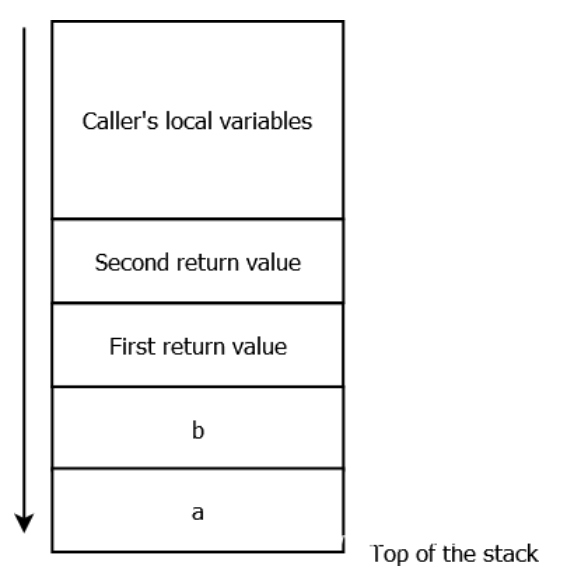 Caller's local variables
Second return value
First return value
b
a
Top of the stack